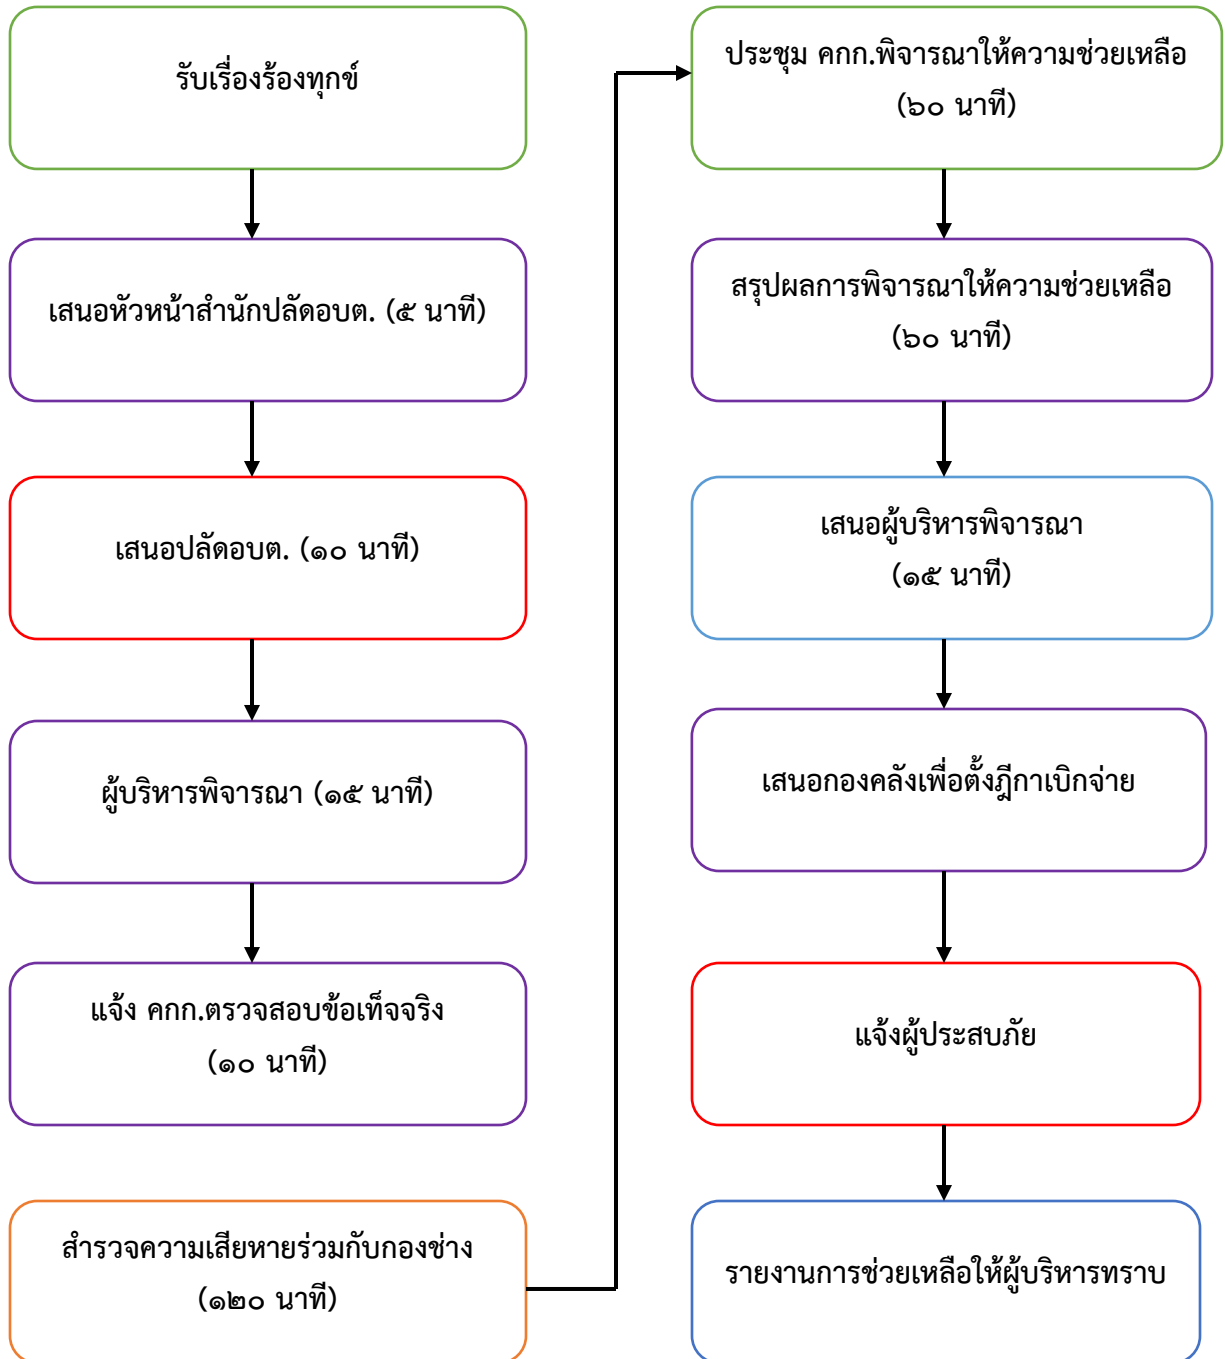 รับเรื่องร้องทุกข์
เสนอหัวหน้าสำนักปลัดอบต. (๕ นาที)
เสนอปลัดอบต. (๑๐ นาที)
ผู้บริหารพิจารณา (๑๕ นาที)
แจ้ง คกก.ตรวจสอบข้อเท็จจริง
(๑๐ นาที)
สำรวจความเสียหายร่วมกับกองช่าง
(๑๒๐ นาที)
ประชุม คกก.พิจารณาให้ความช่วยเหลือ
(๖๐ นาที)
สรุปผลการพิจารณาให้ความช่วยเหลือ
(๖๐ นาที)
เสนอผู้บริหารพิจารณา
(๑๕ นาที)
เสนอกองคลังเพื่อตั้งฎีกาเบิกจ่าย
แจ้งผู้ประสบภัย
รายงานการช่วยเหลือให้ผู้บริหารทราบ